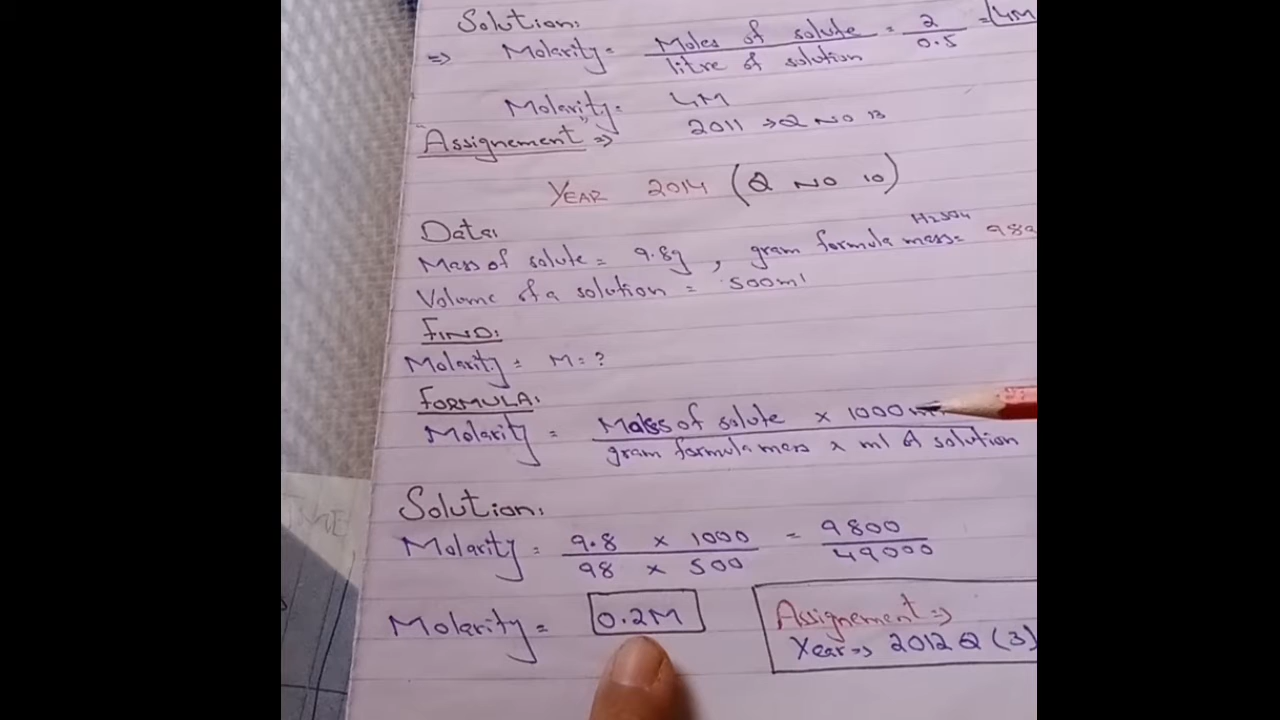 Solution:
=> Molarity = Moles of solute / litre of solution = 2 / 0.5 = 4M
Molarity = 4M
Assignement => 2011 => Q NO 13
YEAR 2014 (Q NO 10)
Data:
H2SO4
Mass of solute = 9.8g , gram formula mass = 98g
Volume of a solution = 500ml
FIND:
Molarity = M = ?
FORMULA:
Molarity = Mass of solute x 1000 / gram formula mass x ml of solution
Solution:
Molarity = 9.8 x 1000 / 98 x 500 = 9800 / 49000
Molarity = 0.2M
Assignement =>
Year => 2012 Q (3)